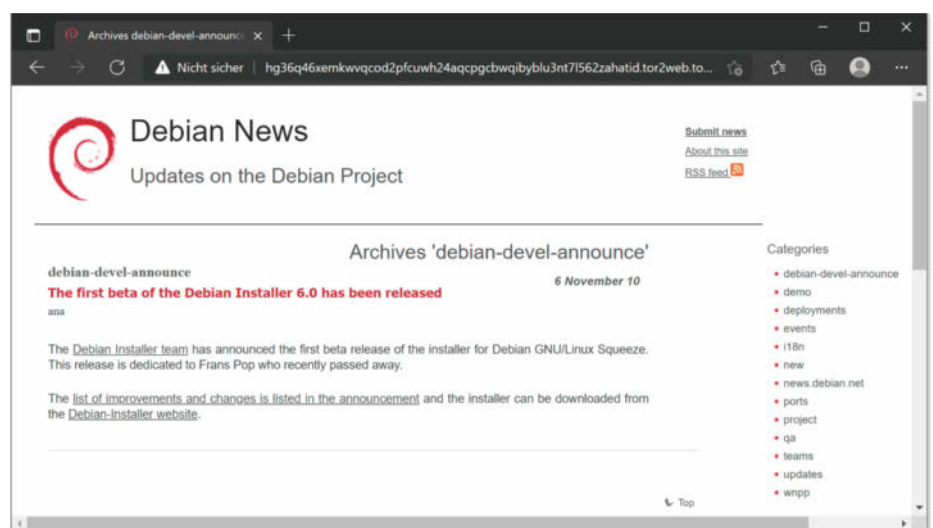 Archives debian-devel-announc
Nicht sicher
hg36q46xemkwvqcod2pfcuwh24aqcpgcbwqibyblu3nt7l562zahatid.tor2web.to...
Debian News
Updates on the Debian Project
Submit news
About this site
RSS feed
Archives 'debian-devel-announce'
debian-devel-announce
6 November 10
The first beta of the Debian Installer 6.0 has been released
ana
The Debian Installer team has announced the first beta release of the installer for Debian GNU/Linux Squeeze.
This release is dedicated to Frans Pop who recently passed away.
The list of improvements and changes is listed in the announcement and the installer can be downloaded from
the Debian-Installer website.
Top
Categories
debian-devel-announce
demo
deployments
events
i18n
new
news.debian.net
ports
project
qa
teams
updates
wnpp